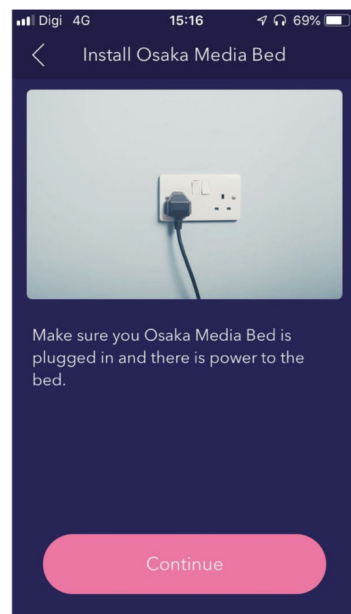 Digi 4G 15:16 69%
Install Osaka Media Bed
Make sure you Osaka Media Bed is
plugged in and there is power to the
bed.
Continue